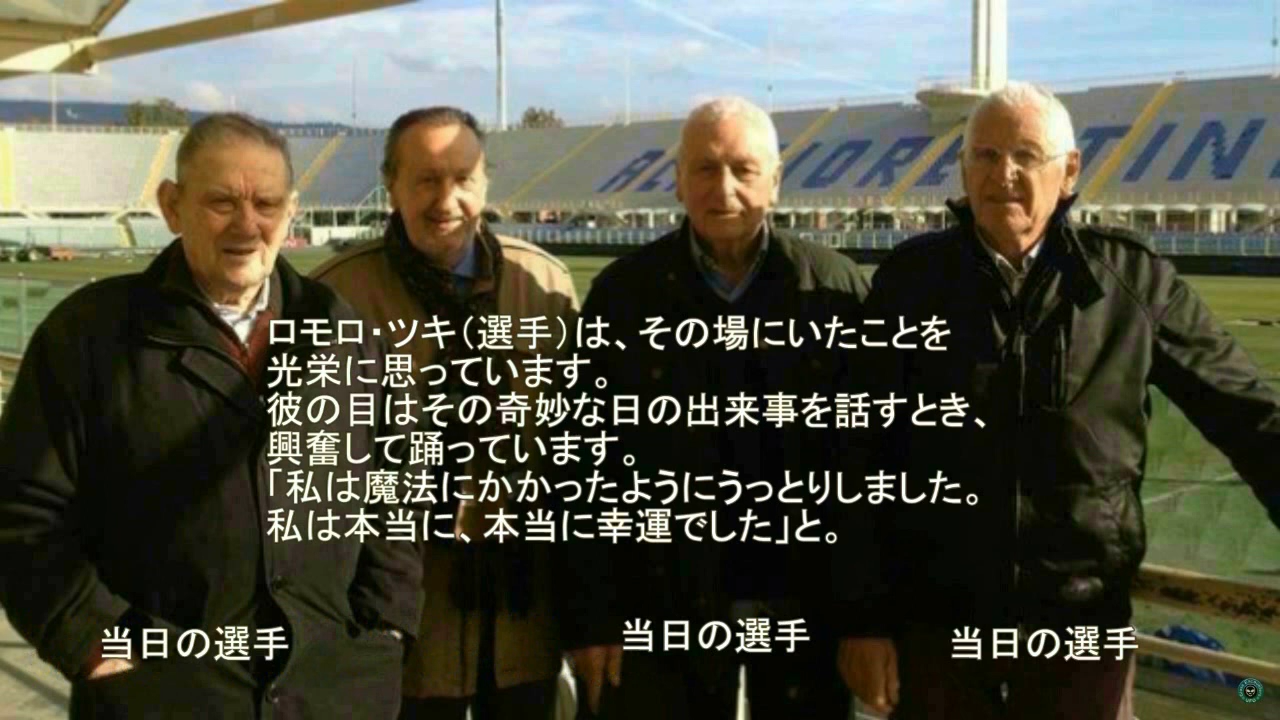 ロモロ・ツキ（選手）は、その場にいたことを
光栄に思っています。
彼の目はその奇妙な日の出来事を話すとき、
興奮して踊っています。
「私は魔法にかかったようにうっとりしました。
私は本当に、本当に幸運でした」と。
当日の選手
当日の選手
当日の選手